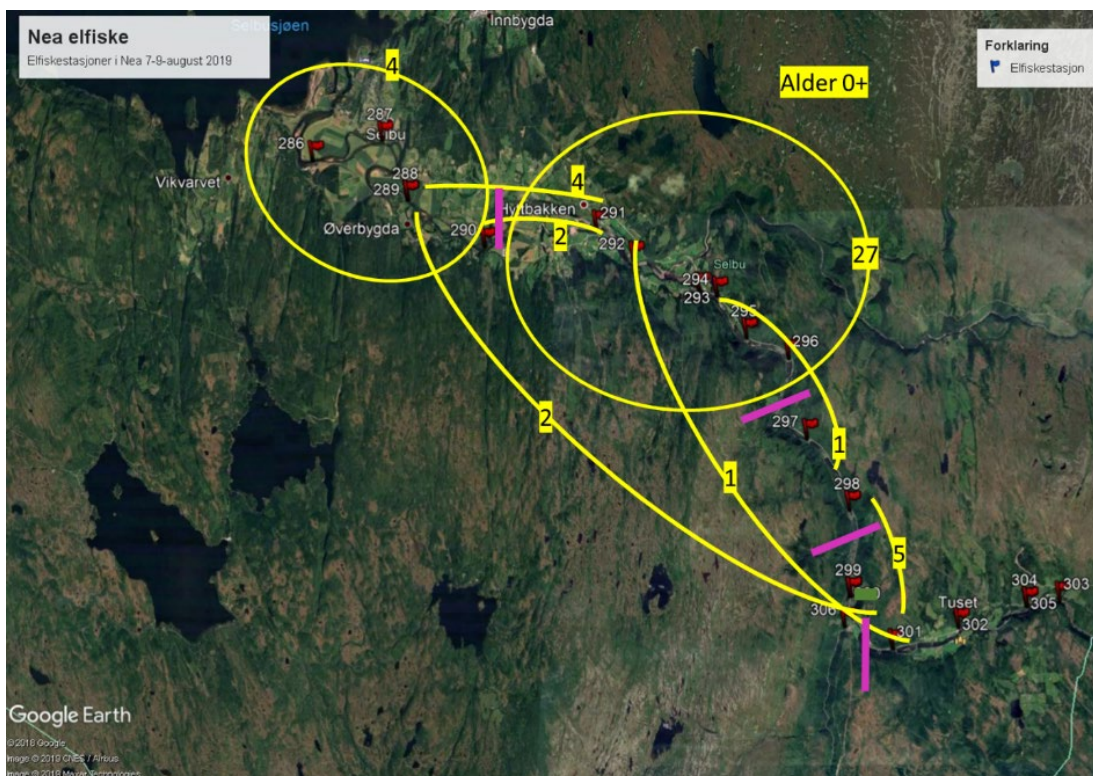 Nea elfiske
Elfiskestasjoner i Nea 7-9-august 2019
Selbusjøen
Innbygda
Forklaring
Elfiskestasjon
Alder 0+
4
287
Selbu
286
288
289
Vikvarvet
4
Hyttbakken
291
Øverbygda
290
2
292
27
Selbu
294
293
295
296
2
297
1
1
298
5
299
304
303
305
Tuset
306
301
302
Google Earth
©2018 Google
Image © 2019 CNES / Airbus
Image © 2019 Maxar Technologies